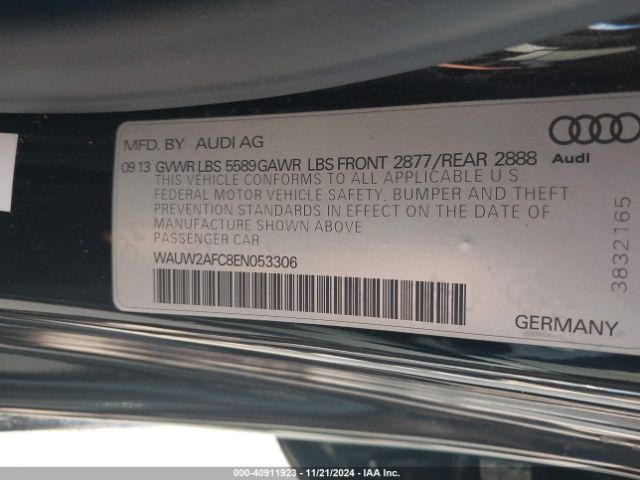 MFD. BY AUDI AG
09 13 GVWR LBS 5589 GAWR LBS FRONT 2877/REAR 2888
Audi
THIS VEHICLE CONFORMS TO ALL APPLICABLE U.S.
FEDERAL MOTOR VEHICLE SAFETY, BUMPER AND THEFT
PREVENTION STANDARDS IN EFFECT ON THE DATE OF
MANUFACTURE SHOWN ABOVE
PASSENGER CAR
WAUW2AFC8EN053306
3832165
GERMANY
000-40911923 - 11/21/2024 - IAA Inc.